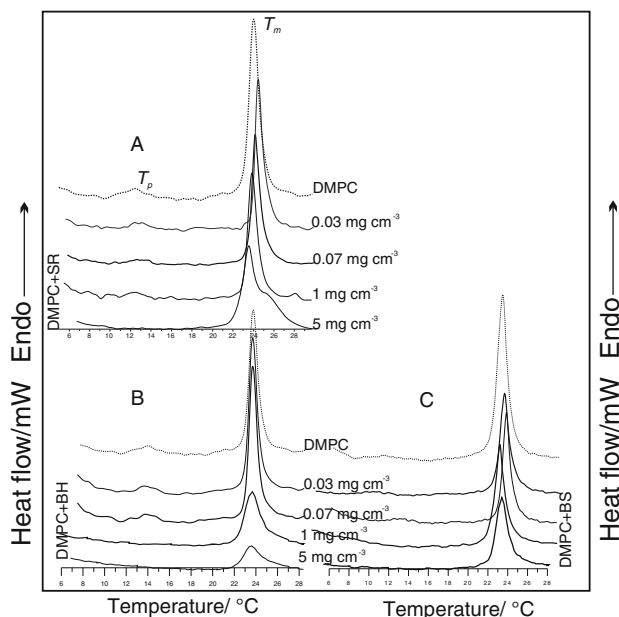 A
T_m
T_p
DMPC
0.03 mg cm⁻³
0.07 mg cm⁻³
1 mg cm⁻³
5 mg cm⁻³
DMPC+SR
6 8 10 12 14 16 18 20 22 24 26 28
B
DMPC
0.03 mg cm⁻³
0.07 mg cm⁻³
1 mg cm⁻³
5 mg cm⁻³
DMPC+BH
6 8 10 12 14 16 18 20 22 24 26 28
C
DMPC+BS
6 8 10 12 14 16 18 20 22 24 26 28
Heat flow/mW Endo
Heat flow/mW Endo
Temperature/ °C
Temperature/ °C